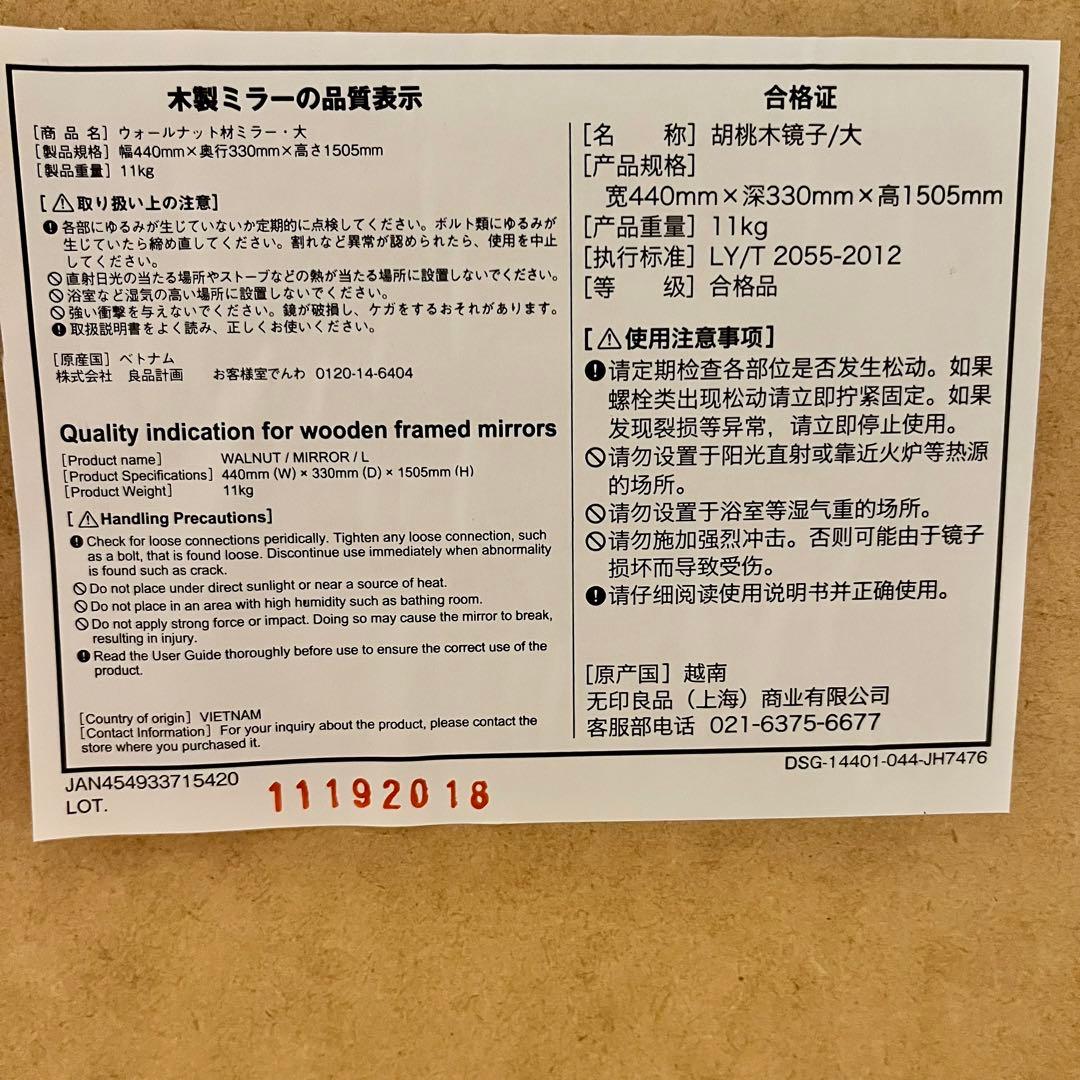 木製ミラーの品質表示
[商 品 名] ウォールナット材ミラー・大
[製品規格] 幅440mm×奥行330mm×高さ1505mm
[製品重量] 11kg
[⚠取り扱い上の注意]
各部にゆるみが生じていないか定期的に点検してください。ボルト類にゆるみが
生じていたら締め直してください。割れなど異常が認められたら、使用を中止
してください。
直射日光の当たる場所やストーブなどの熱が当たる場所に設置しないでください。
浴室など湿気の高い場所に設置しないでください。
強い衝撃を与えないでください。鏡が破損し、ケガをするおそれがあります。
取扱説明書をよく読み、正しくお使いください。
[原産国] ベトナム
株式会社 良品計画 お客様室でんわ 0120-14-6404
Quality indication for wooden framed mirrors
[Product name] WALNUT / MIRROR / L
[Product Specifications] 440mm (W) × 330mm (D) × 1505mm (H)
[Product Weight] 11kg
[⚠Handling Precautions]
Check for loose connections peridically. Tighten any loose connection, such
as a bolt, that is found loose. Discontinue use immediately when abnormality
is found such as crack.
Do not place under direct sunlight or near a source of heat.
Do not place in an area with high humidity such as bathing room.
Do not apply strong force or impact. Doing so may cause the mirror to break,
resulting in injury.
Read the User Guide thoroughly before use to ensure the correct use of the
product.
[Country of origin] VIETNAM
[Contact Information] For your inquiry about the product, please contact the
store where you purchased it.
合格证
[名 称] 胡桃木镜子/大
[产品规格]
宽440mm×深330mm×高1505mm
[产品重量] 11kg
[执行标准] LY/T 2055-2012
[等 级] 合格品
[⚠使用注意事项]
请定期检查各部位是否发生松动。如果
螺栓类出现松动请立即拧紧固定。如果
发现裂损等异常，请立即停止使用。
请勿设置于阳光直射或靠近火炉等热源
的场所。
请勿设置于浴室等湿气重的场所。
请勿施加强烈冲击。否则可能由于镜子
损坏而导致受伤。
请仔细阅读使用说明书并正确使用。
[原产国] 越南
无印良品（上海）商业有限公司
客服部电话 021-6375-6677
JAN454933715420
LOT. 11192018
DSG-14401-044-JH7476